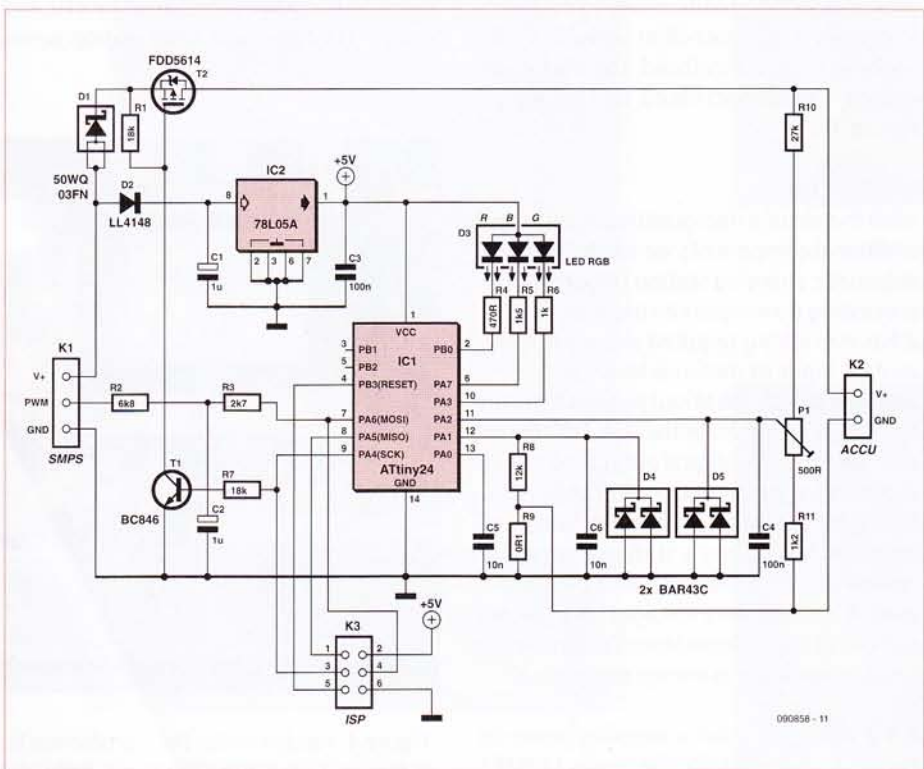 FDD5614
T2
D1
R1
18k
50WQ
03FN
D2
LL4148
8
IC2
1
78L05A
2 3 6 7
+5V
C1
1u
C3
100n
R B G
D3
LED RGB
R4
470R
R5
1k5
R6
1k
R10
27k
K1
V+
PWM
GND
SMPS
R2
6k8
R3
2k7
T1
BC846
R7
18k
C2
1u
1
VCC
IC1
3 PB1
5 PB2
4 PB3(RESET)
7 PA6(MOSI)
8 PA5(MISO)
9 PA4(SCK)
PB0 2
PA7 6
PA3 10
PA2 11
PA1 12
PA0 13
ATtiny24
GND
14
R8
12k
R9
0R1
C5
10n
C6
10n
D4
D5
2x BAR43C
C4
100n
P1
500R
R11
1k2
K2
V+
GND
ACCU
+5V
K3
1 2
3 4
5 6
ISP
090858 - 11